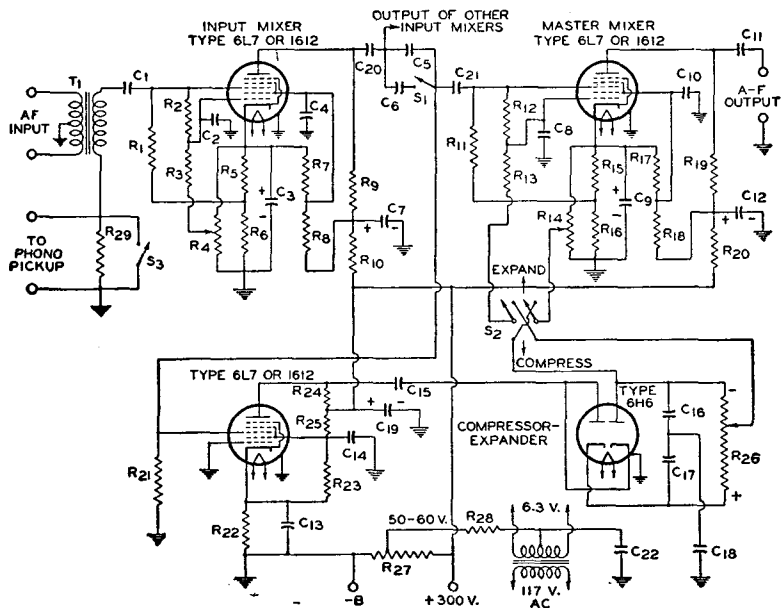 INPUT MIXER
TYPE 6L7 OR 1612
OUTPUT OF OTHER
INPUT MIXERS
MASTER MIXER
TYPE 6L7 OR 1612
C11
T1
C1
C20
C5
C6
S1
C21
C10
A-F
OUTPUT
AF
INPUT
R2
C2
C4
R12
C8
R1
R3
R5
C3
R7
R9
R11
R13
R15
R17
R19
R4
R6
R8
C7
R10
R14
R16
C9
R18
C12
R20
TO
PHONO
PICKUP
R29
S3
EXPAND
S2
COMPRESS
TYPE 6L7 OR 1612
R24
C15
TYPE
6H6
R25
C19
C14
R23
COMPRESSOR-
EXPANDER
C16
C17
R26
R21
R22
C13
50-60 V.
R28
6.3 V.
R27
C22
C18
-B
+300 V.
117 V.
AC